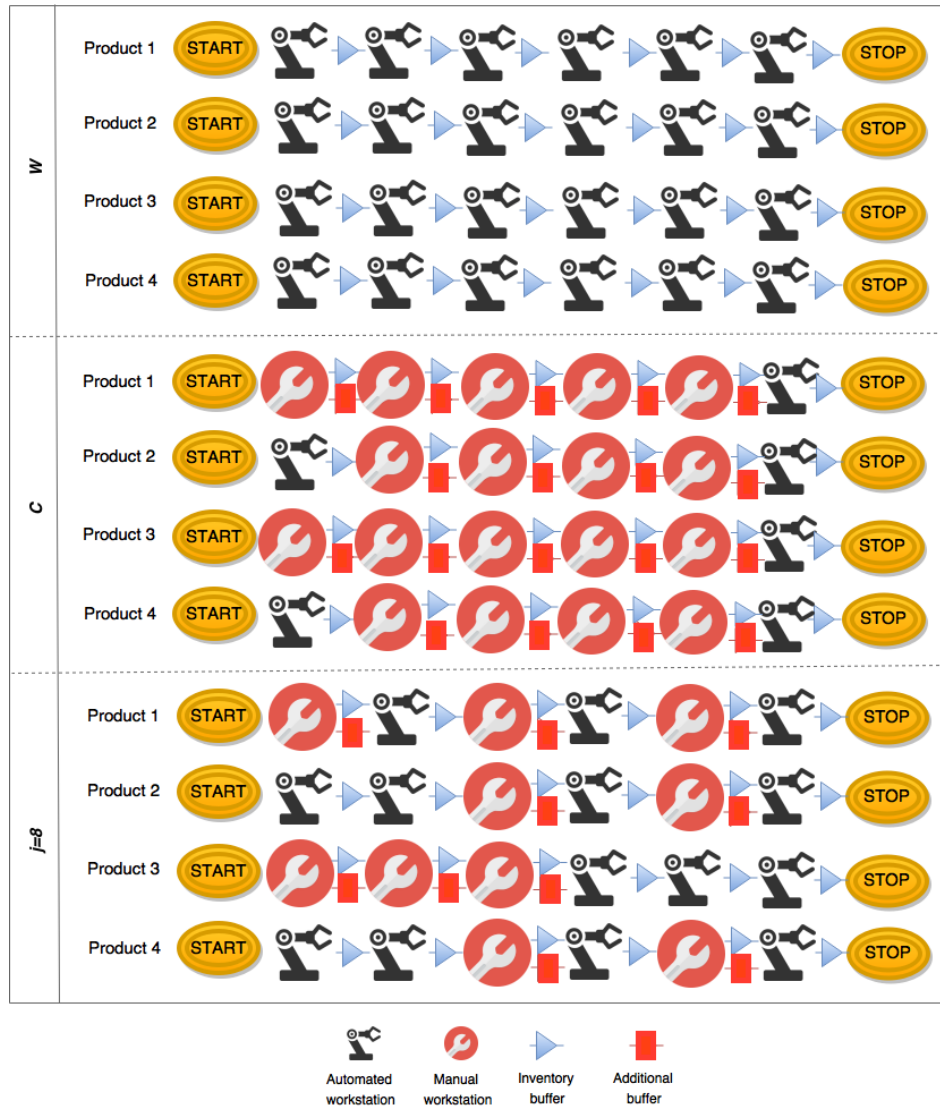 W
Product 1 START STOP
Product 2 START STOP
Product 3 START STOP
Product 4 START STOP
C
Product 1 START STOP
Product 2 START STOP
Product 3 START STOP
Product 4 START STOP
j=8
Product 1 START STOP
Product 2 START STOP
Product 3 START STOP
Product 4 START STOP
Automated workstation
Manual workstation
Inventory buffer
Additional buffer